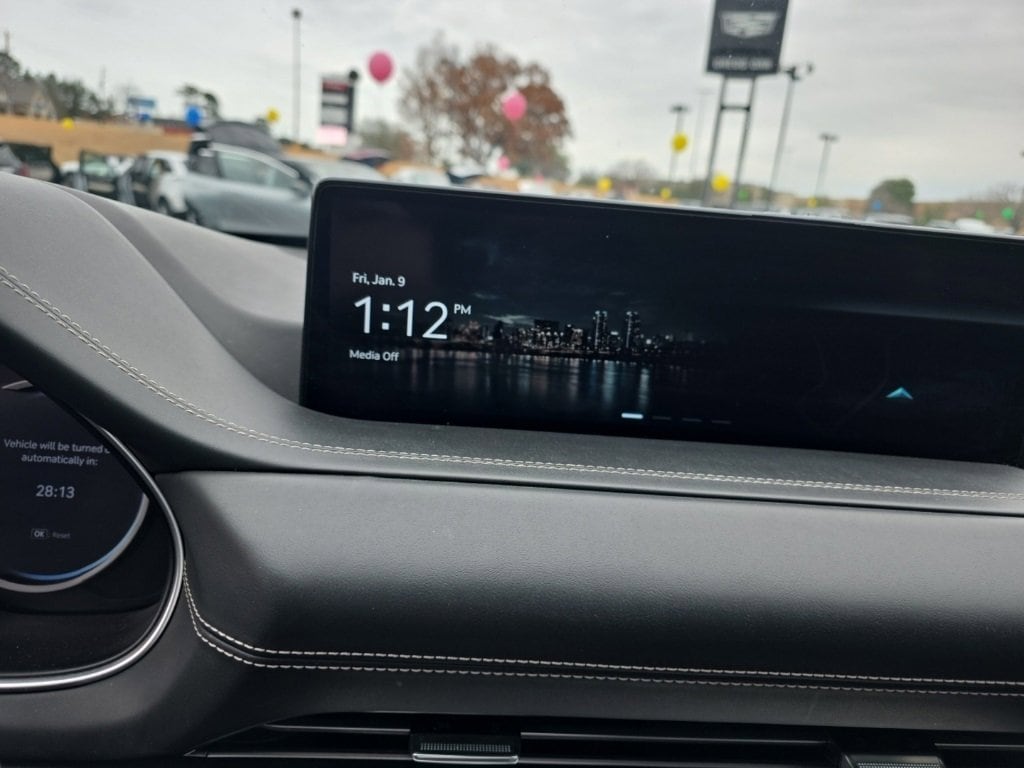 Fri, Jan. 9
1:12 PM
Media Off
Vehicle will be turned
automatically in:
28:13
OK : Reset